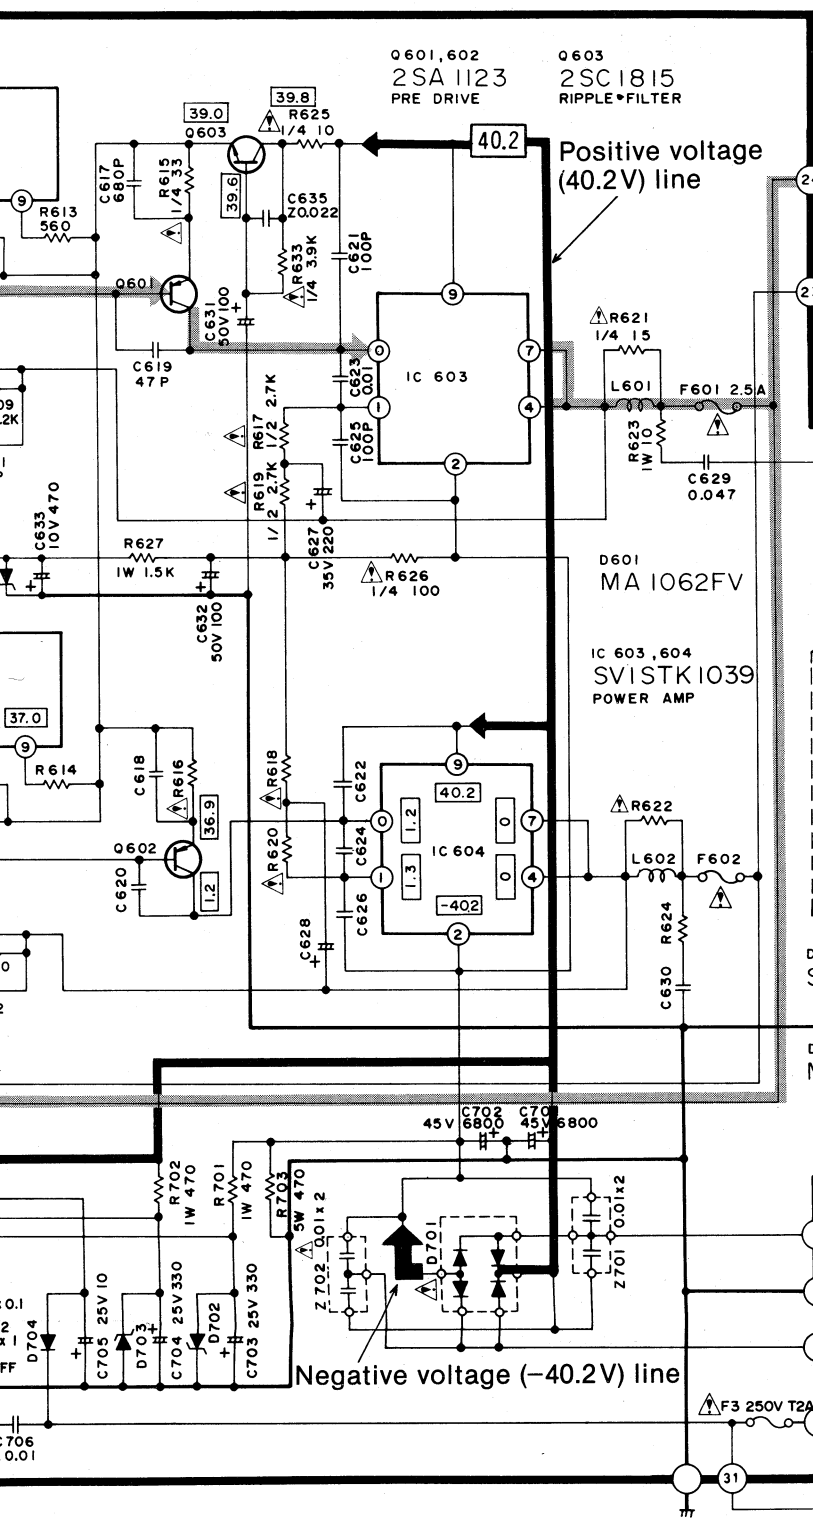 Q601,602
2SA1123
PRE DRIVE
Q603
2SC1815
RIPPLE•FILTER
39.0
Q603
39.8
R625
1/4 10
40.2
Positive voltage
(40.2V) line
C617
680P
R615
1/4 33
39.6
C635
Z0.022
R633
1/4 3.9K
C621
100P
9
R613
560
Q601
C631
50V100
+
C619
47P
9
0
7
IC 603
1
4
2
C623
0.01
C625
100P
R617
1/2 2.7K
R619
1/2 2.7K
R621
1/4 15
L601
F601 2.5A
R623
1W 10
C629
0.047
09
C633
10V 470
+
R627
1W 1.5K
+
C632
50V 100
+
C627
35V 220
R626
1/4 100
D601
MA1062FV
IC 603,604
SV1STK1039
POWER AMP
37.0
9
R614
C618
R616
36.9
Q602
C620
1.2
R618
R620
C622
C624
C626
C628
+
9
40.2
0
1.2
0
7
IC 604
1
1.3
0
4
-40.2
2
R622
L602
F602
R624
C630
C702
45V 6800
+
45V 6800
+
R702
1W 470
R701
1W 470
R703
5W 470
0.01x2
Z702
D701
0.01x2
Z701
D704
+
C705 25V 10
D703
+
C704 25V 330
D702
+
C703 25V 330
Negative voltage (−40.2V) line
F3 250V T2A
C706
0.01
31